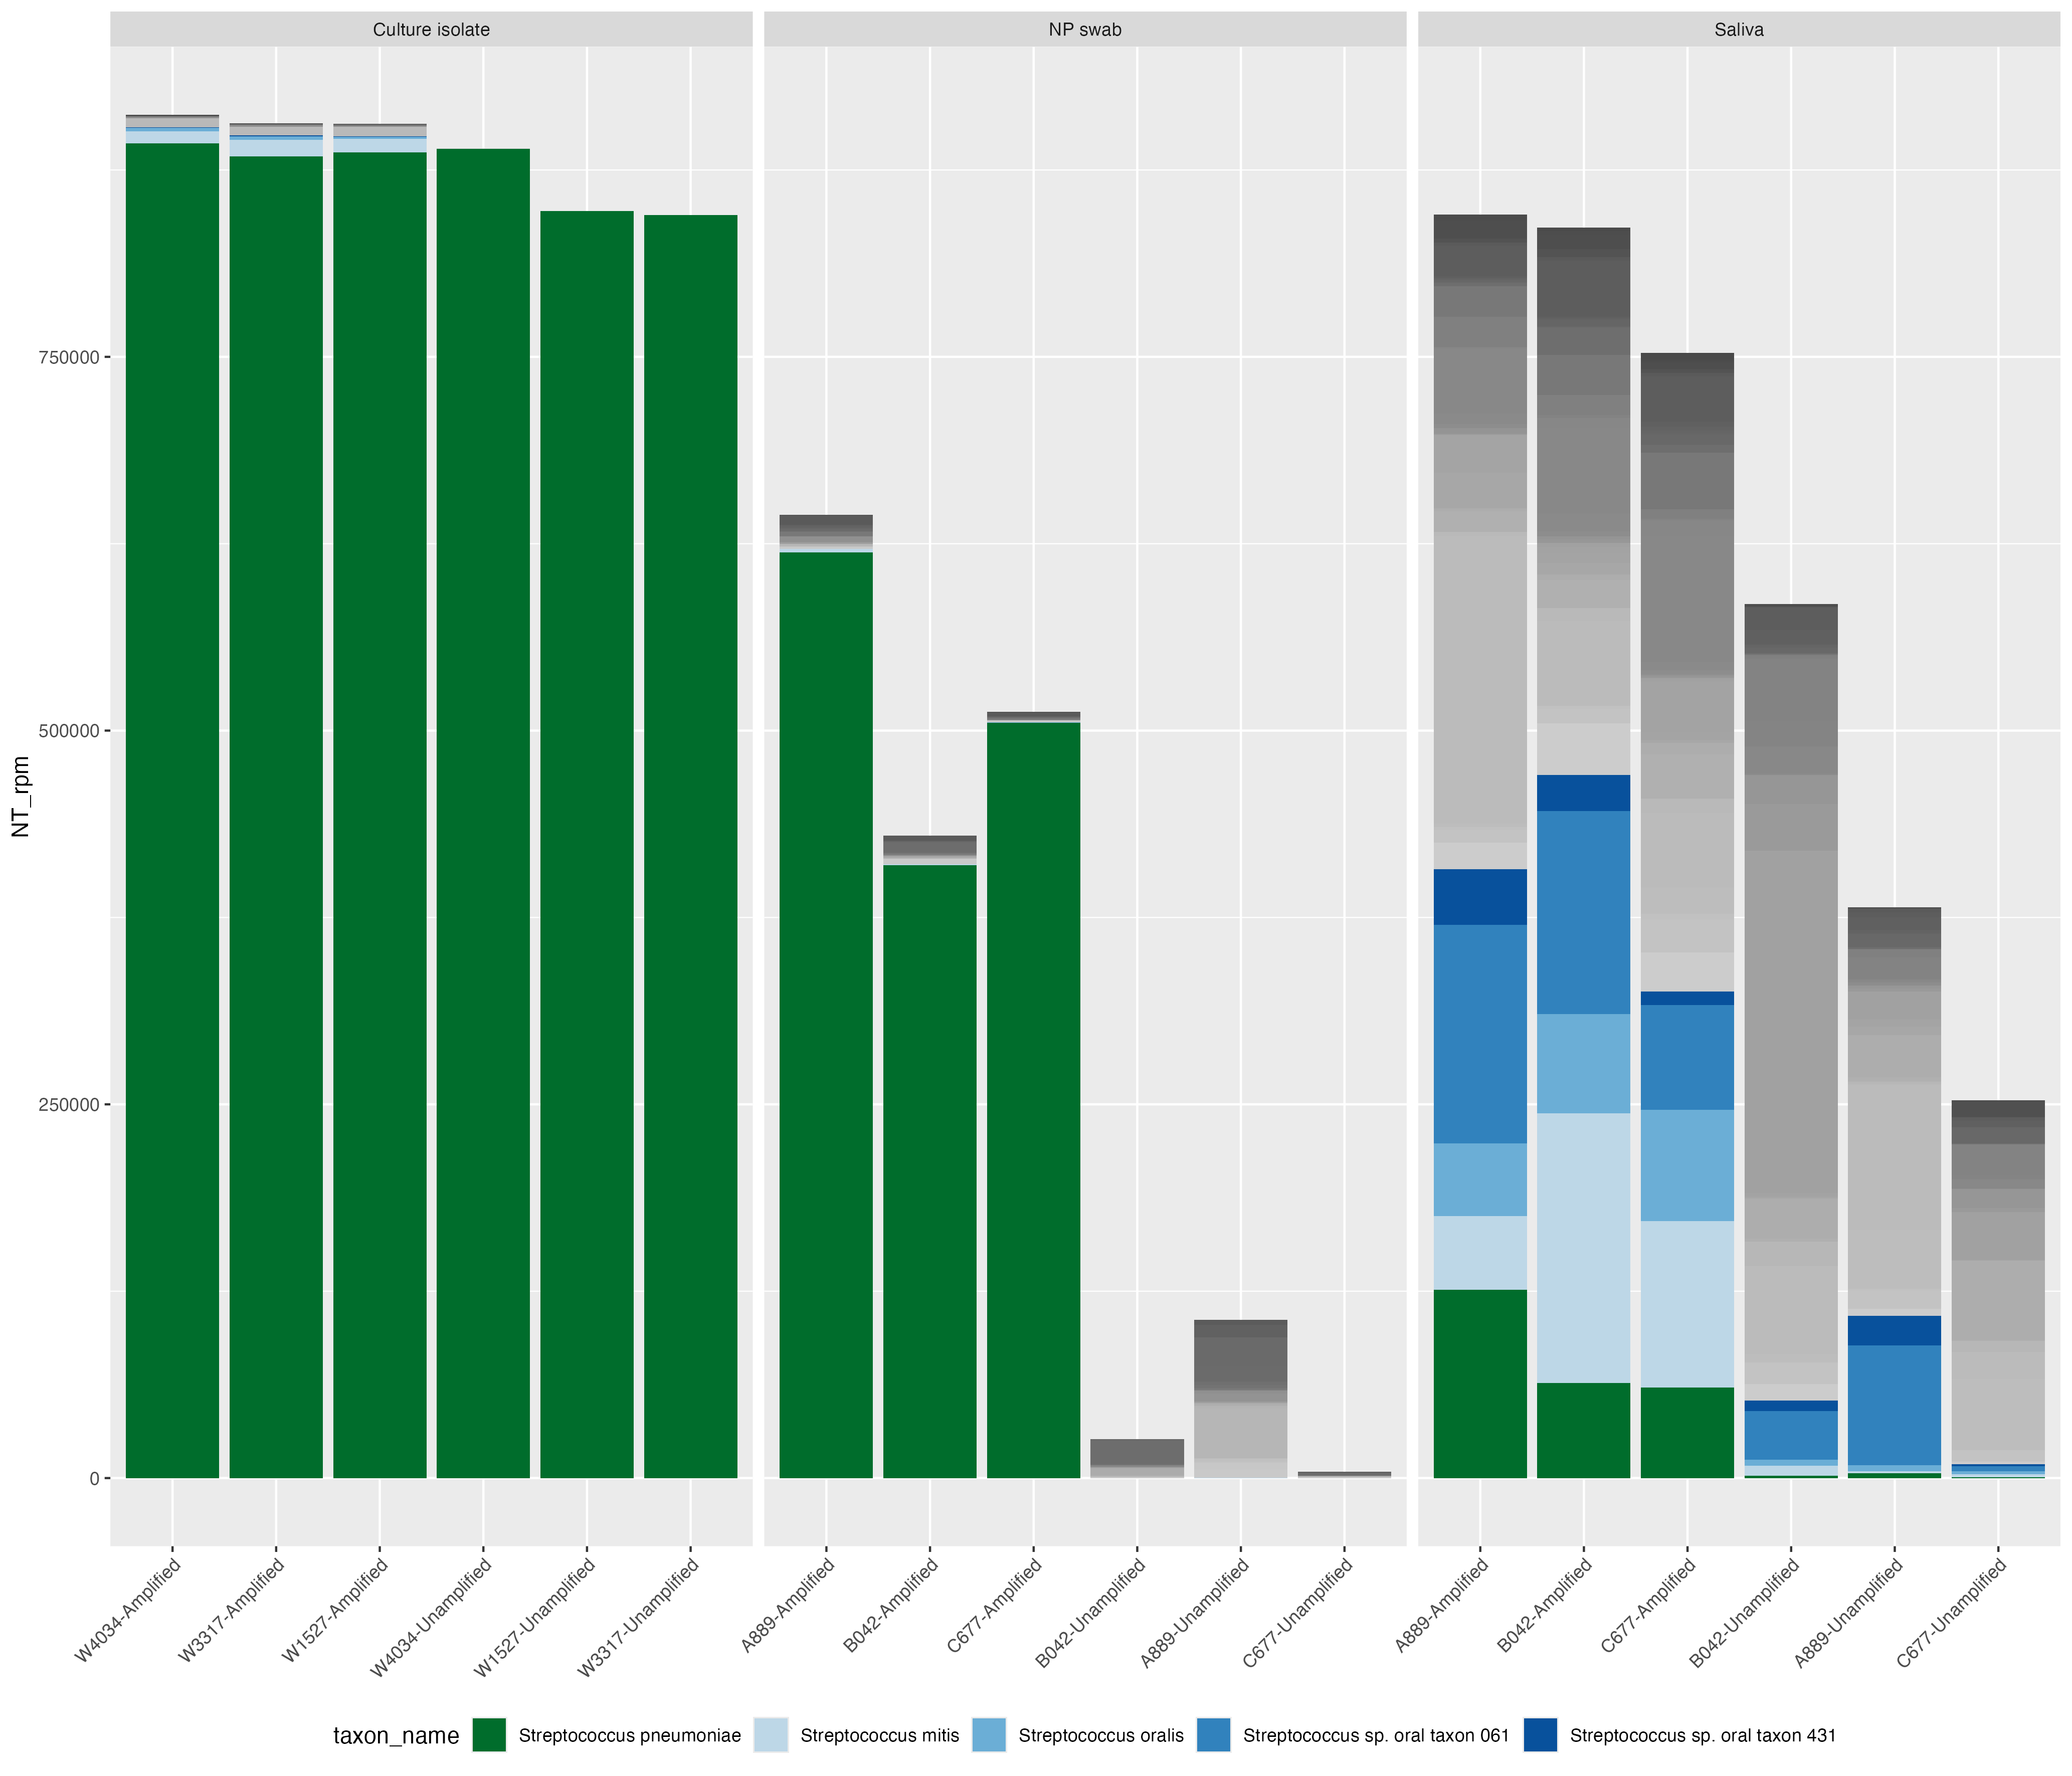 Culture isolate NP swab Saliva
NT_rpm
750000
500000
250000
0
W4034-Amplified W3317-Amplified W1527-Amplified W4034-Unamplified W1527-Unamplified W3317-Unamplified A889-Amplified B042-Amplified C677-Amplified B042-Unamplified A889-Unamplified C677-Unamplified A889-Amplified B042-Amplified C677-Amplified B042-Unamplified A889-Unamplified C677-Unamplified
taxon_name Streptococcus pneumoniae Streptococcus mitis Streptococcus oralis Streptococcus sp. oral taxon 061 Streptococcus sp. oral taxon 431